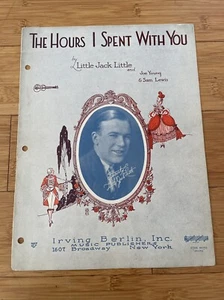 THE HOURS I SPENT WITH YOU
by
Little Jack Little
and
Joe Young
& Sam Lewis
Irving Berlin, Inc.
MUSIC PUBLISHERS
1607 Broadway New York